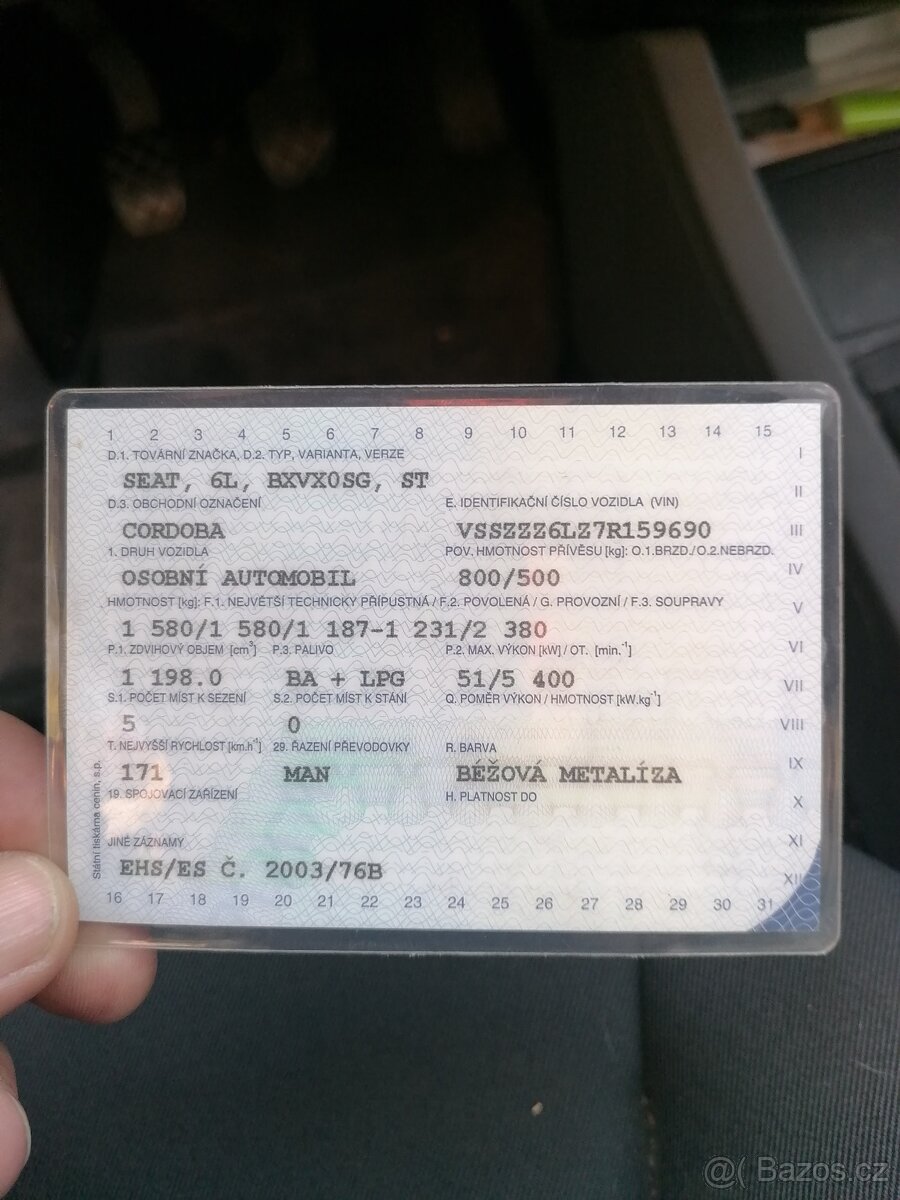 1 2 3 4 5 6 7 8 9 10 11 12 13 14 15
D.1. TOVÁRNÍ ZNAČKA, D.2. TYP, VARIANTA, VERZE I
SEAT, 6L, BXVX0SG, ST II
D.3. OBCHODNÍ OZNAČENÍ E. IDENTIFIKAČNÍ ČÍSLO VOZIDLA (VIN)
CORDOBA VSSZZZ6LZ7R159690 III
1. DRUH VOZIDLA POV. HMOTNOST PŘÍVĚSU [kg]: O.1.BRZD./O.2.NEBRZD.
OSOBNÍ AUTOMOBIL 800/500 IV
HMOTNOST [kg]: F.1. NEJVĚTŠÍ TECHNICKY PŘÍPUSTNÁ / F.2. POVOLENÁ / G. PROVOZNÍ / F.3. SOUPRAVY V
1 580/1 580/1 187-1 231/2 380
P.1. ZDVIHOVÝ OBJEM [cm³] P.3. PALIVO P.2. MAX. VÝKON [kW] / OT. [min.⁻¹] VI
1 198.0 BA + LPG 51/5 400 VII
S.1. POČET MÍST K SEZENÍ S.2. POČET MÍST K STÁNÍ Q. POMĚR VÝKON / HMOTNOST [kW.kg⁻¹]
5 0 VIII
T. NEJVYŠŠÍ RYCHLOST [km.h⁻¹] 29. ŘAZENÍ PŘEVODOVKY R. BARVA
171 MAN BÉŽOVÁ METALÍZA IX
19. SPOJOVACÍ ZAŘÍZENÍ H. PLATNOST DO X
JINÉ ZÁZNAMY XI
EHS/ES Č. 2003/76B XII
16 17 18 19 20 21 22 23 24 25 26 27 28 29 30 31
Státní tiskárna cenin, s.p.
@( Bazos.cz